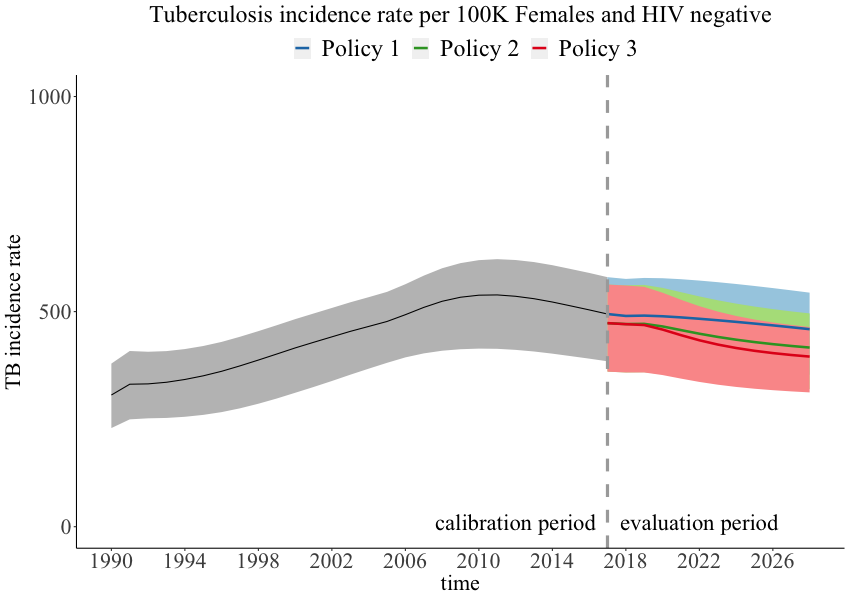 Tuberculosis incidence rate per 100K Females and HIV negative
Policy 1 Policy 2 Policy 3
TB incidence rate
1000
500
0
calibration period evaluation period
1990 1994 1998 2002 2006 2010 2014 2018 2022 2026
time